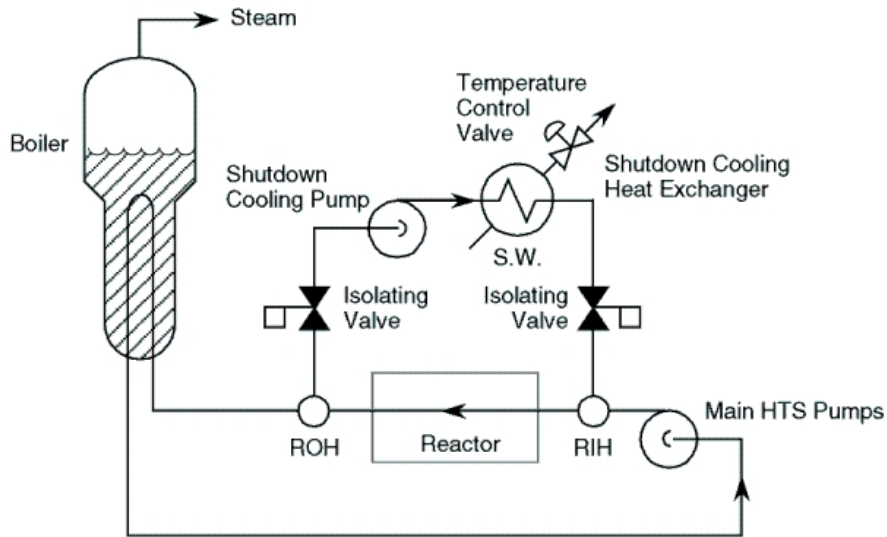 Steam
Boiler
Temperature
Control
Valve
Shutdown
Cooling Pump
Shutdown Cooling
Heat Exchanger
S.W.
Isolating
Valve
Isolating
Valve
ROH
Reactor
RIH
Main HTS Pumps